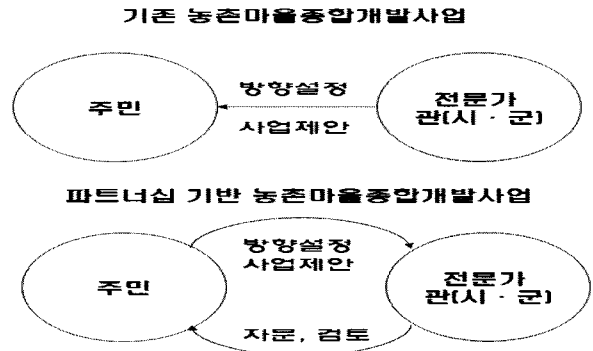 기존 농촌마을종합개발사업
주민
방향설정
사업제안
전문가
관(시 · 군)
파트너십 기반 농촌마을종합개발사업
주민
방향설정
사업제안
전문가
관(시 · 군)
자문, 검토